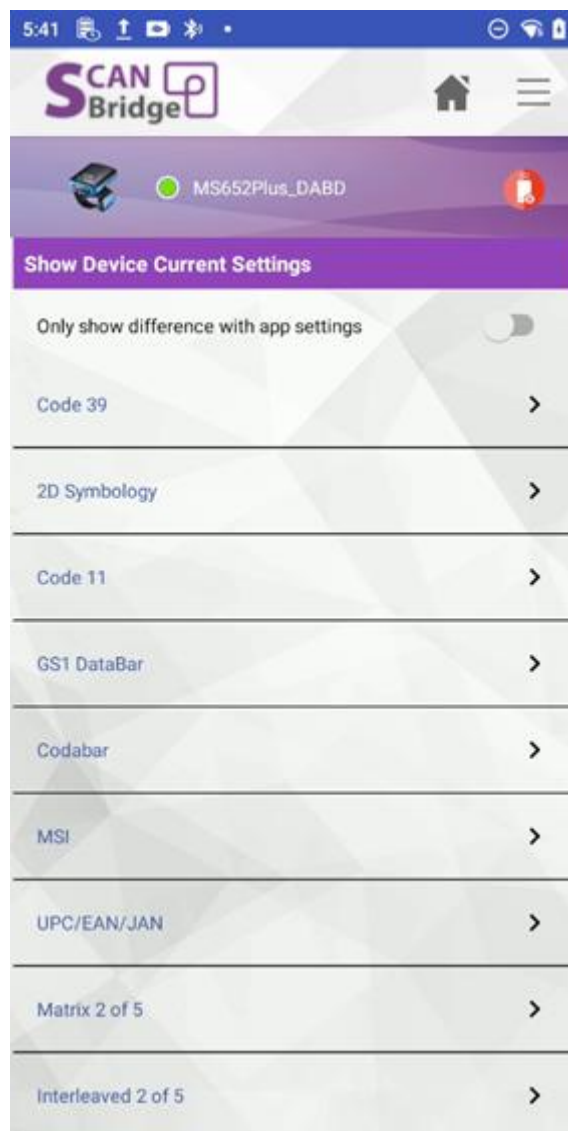 5:41
SCAN
Bridge
MS652Plus_DABD
Show Device Current Settings
Only show difference with app settings
Code 39
2D Symbology
Code 11
GS1 DataBar
Codabar
MSI
UPC/EAN/JAN
Matrix 2 of 5
Interleaved 2 of 5